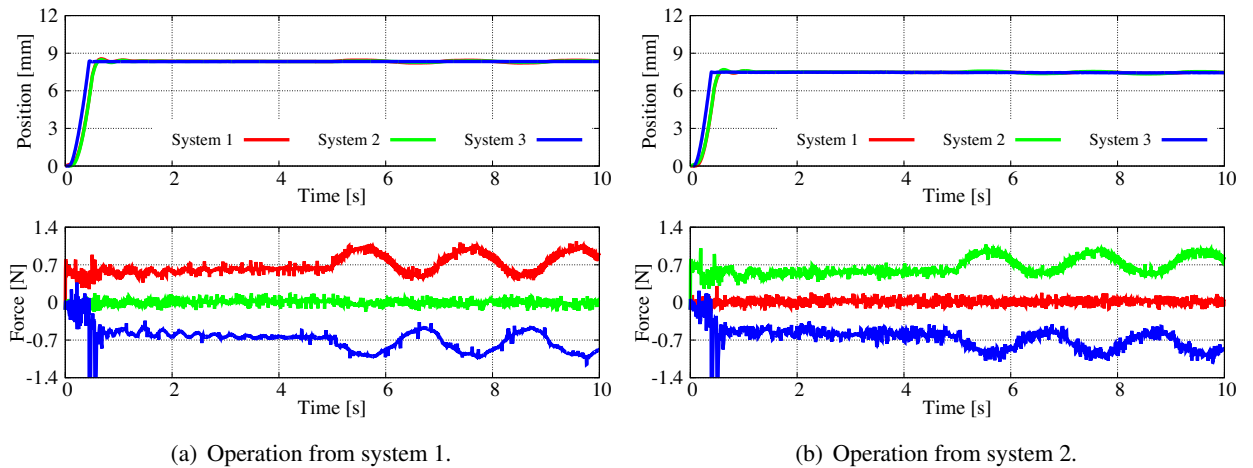 12
9
6
3
0
Position [mm]
System 1 System 2 System 3
0 2 4 6 8 10
Time [s]
1.4
0.7
0
-0.7
-1.4
Force [N]
0 2 4 6 8 10
Time [s]
(a) Operation from system 1.
12
9
6
3
0
Position [mm]
System 1 System 2 System 3
0 2 4 6 8 10
Time [s]
1.4
0.7
0
-0.7
-1.4
Force [N]
0 2 4 6 8 10
Time [s]
(b) Operation from system 2.